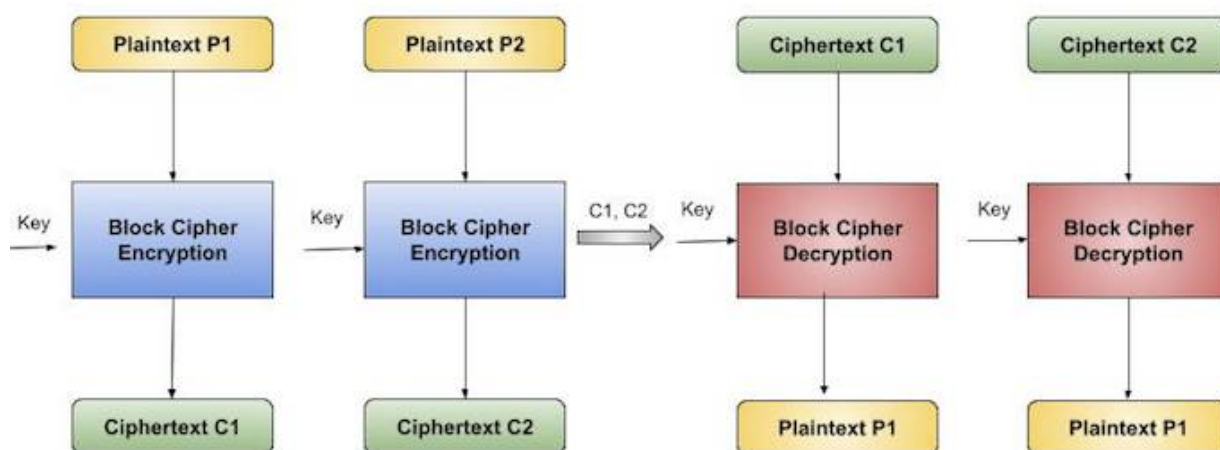 Plaintext P1
Plaintext P2
Ciphertext C1
Ciphertext C2
Key
Block Cipher
Encryption
Key
Block Cipher
Encryption
C1, C2
Key
Block Cipher
Decryption
Key
Block Cipher
Decryption
Ciphertext C1
Ciphertext C2
Plaintext P1
Plaintext P1